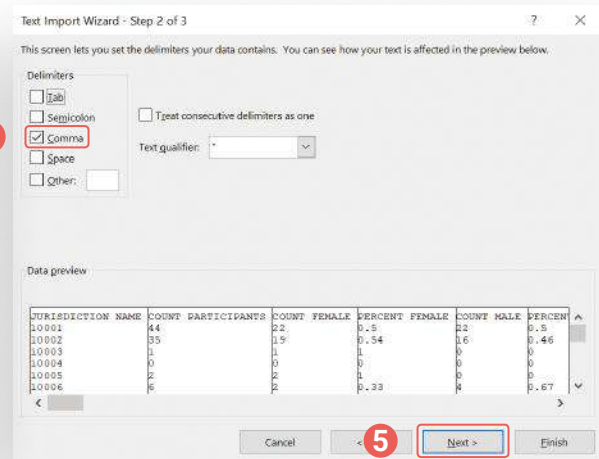 Text Import Wizard - Step 2 of 3 ? ×
This screen lets you set the delimiters your data contains. You can see how your text is affected in the preview below.
Delimiters
Tab
Semicolon
Comma
Space
Other:
Treat consecutive delimiters as one
Text qualifier: "
Data preview
JURISDICTION NAME COUNT PARTICIPANTS COUNT FEMALE PERCENT FEMALE COUNT MALE PERCEN
10001 44 22 0.5 22 0.5
10002 35 19 0.54 16 0.46
10003 1 1 1 0 0
10004 0 0 0 0 0
10005 2 2 1 0 0
10006 6 2 0.33 4 0.67
Cancel < 5 Next > Finish